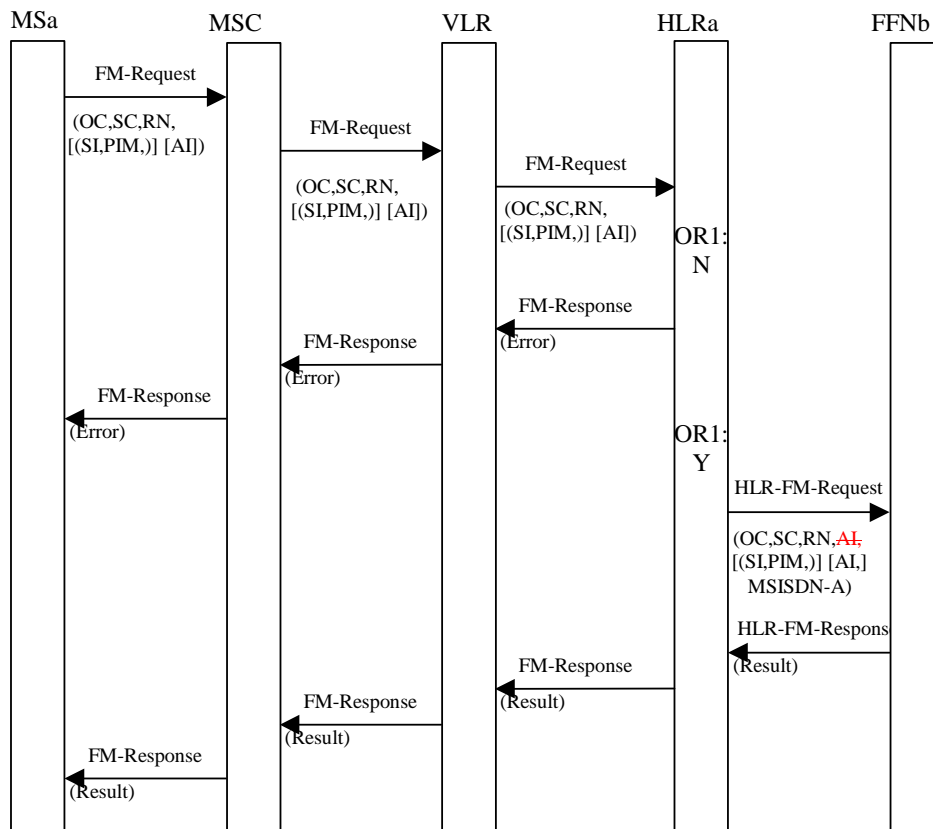 MSa
MSC
VLR
HLRa
FFNb
FM-Request
(OC,SC,RN,
[(SI,PIM,)] [AI])
FM-Request
(OC,SC,RN,
[(SI,PIM,)] [AI])
FM-Request
(OC,SC,RN,
[(SI,PIM,)] [AI])
OR1:
N
FM-Response
(Error)
FM-Response
(Error)
FM-Response
(Error)
OR1:
Y
HLR-FM-Request
(OC,SC,RN,AI,
[(SI,PIM,)] [AI,]
MSISDN-A)
HLR-FM-Respons
(Result)
FM-Response
(Result)
FM-Response
(Result)
FM-Response
(Result)